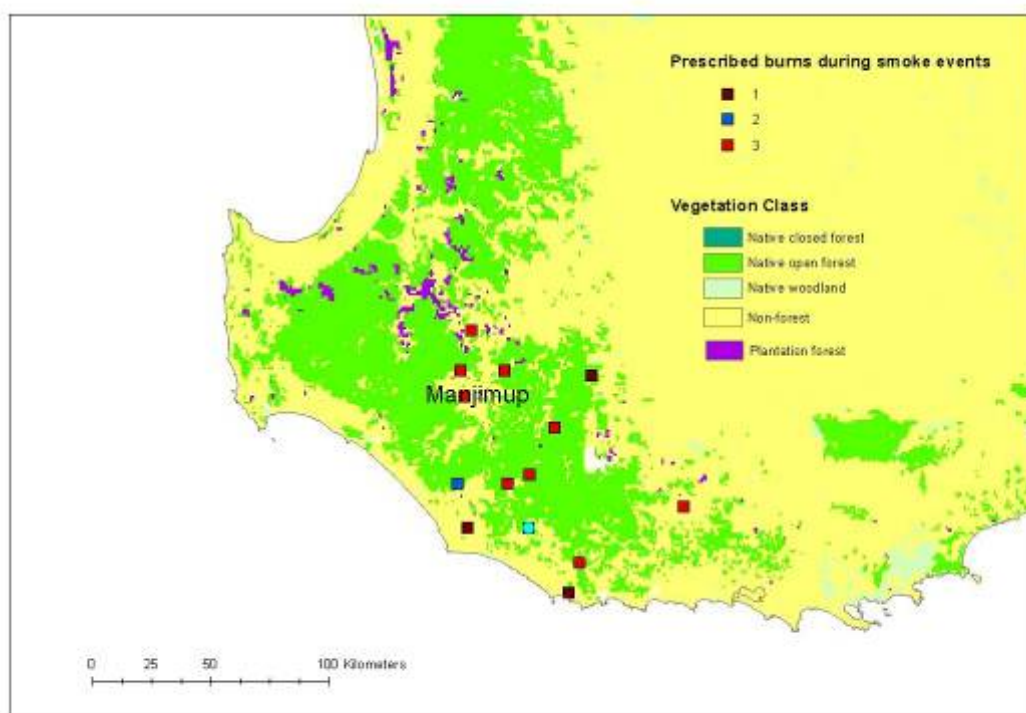 Prescribed burns during smoke events
1
2
3
Vegetation Class
Native closed forest
Native open forest
Native woodland
Non-forest
Plantation forest
Manjimup
0 25 50 100 Kilometers